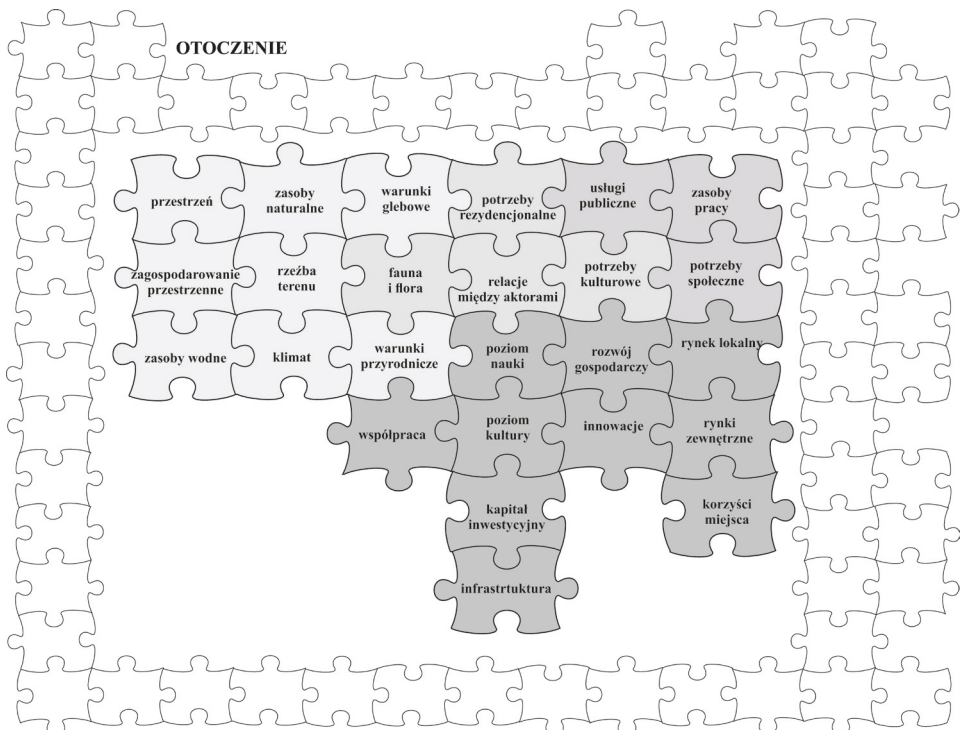 OTOCZENIE
przestrzeń
zasoby
naturalne
warunki
glebowe
potrzeby
rezydencjonalne
usługi
publiczne
zasoby
pracy
zagospodarowanie
przestrzenne
rzeźba
terenu
fauna
i flora
relacje
między aktorami
potrzeby
kulturowe
potrzeby
społeczne
zasoby wodne
klimat
warunki
przyrodnicze
poziom
nauki
rozwój
gospodarczy
rynek lokalny
współpraca
poziom
kultury
innowacje
rynki
zewnętrzne
kapitał
inwestycyjny
korzyści
miejsca
infrastrtuktura